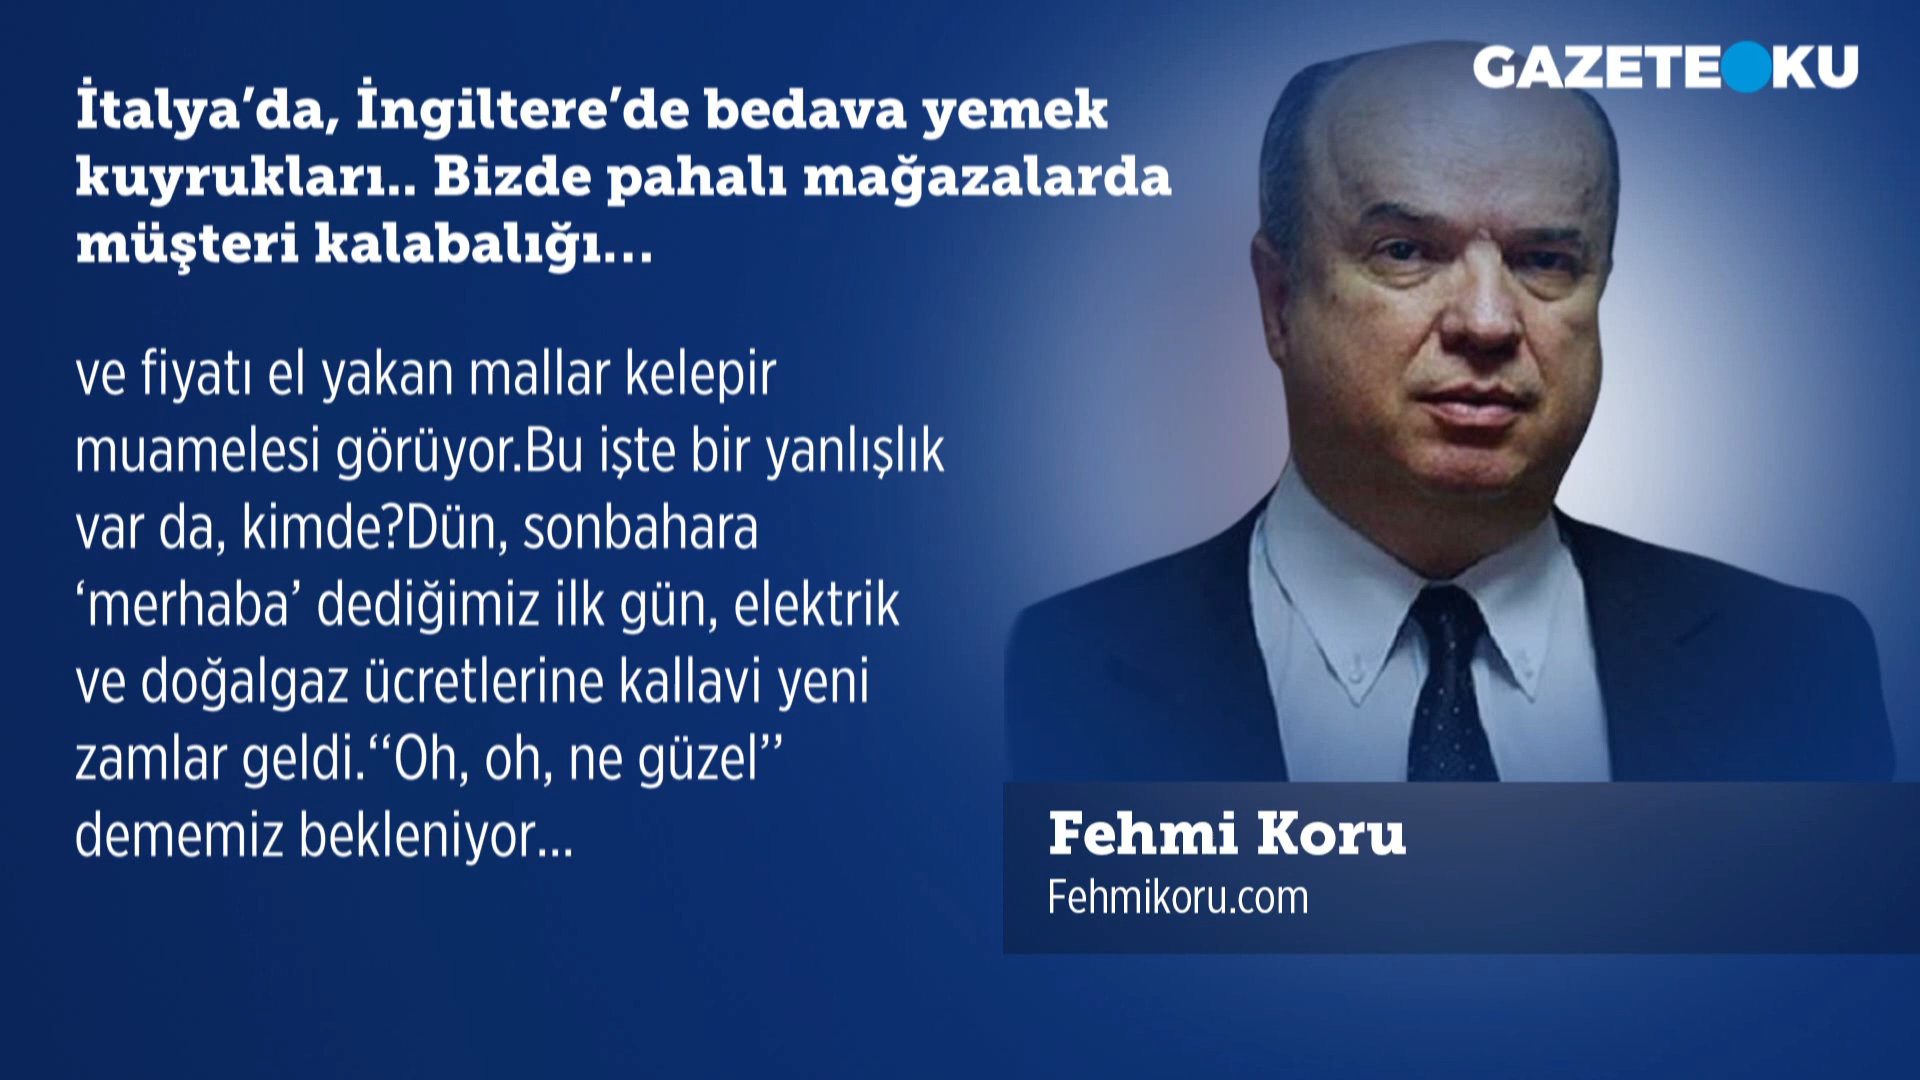 GAZETEOKU
İtalya’da, İngiltere’de bedava yemek
kuyrukları.. Bizde pahalı mağazalarda
müşteri kalabalığı...
ve fiyatı el yakan mallar kelepir
muamelesi görüyor.Bu işte bir yanlışlık
var da, kimde?Dün, sonbahara
‘merhaba’ dediğimiz ilk gün, elektrik
ve doğalgaz ücretlerine kallavi yeni
zamlar geldi.“Oh, oh, ne güzel”
dememiz bekleniyor...
Fehmi Koru
Fehmikoru.com